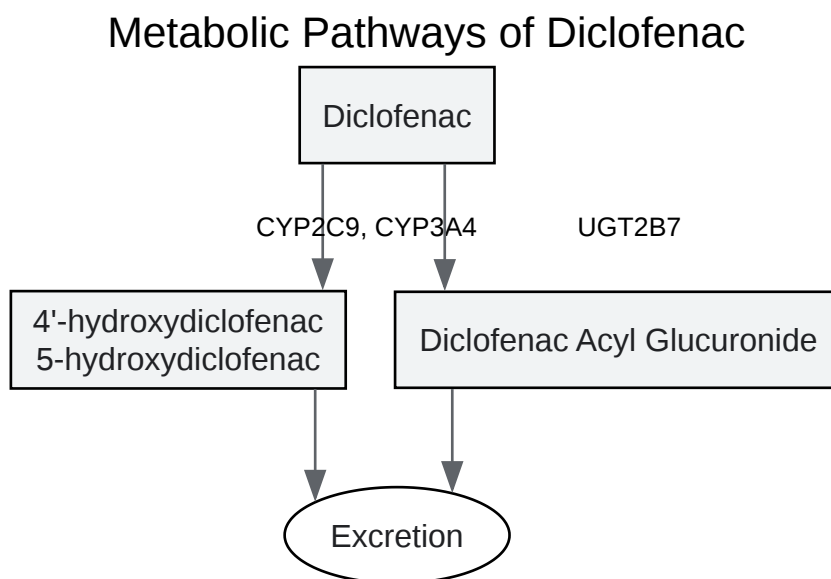 Metabolic Pathways of Diclofenac
Diclofenac
CYP2C9, CYP3A4
UGT2B7
4'-hydroxydiclofenac
5-hydroxydiclofenac
Diclofenac Acyl Glucuronide
Excretion